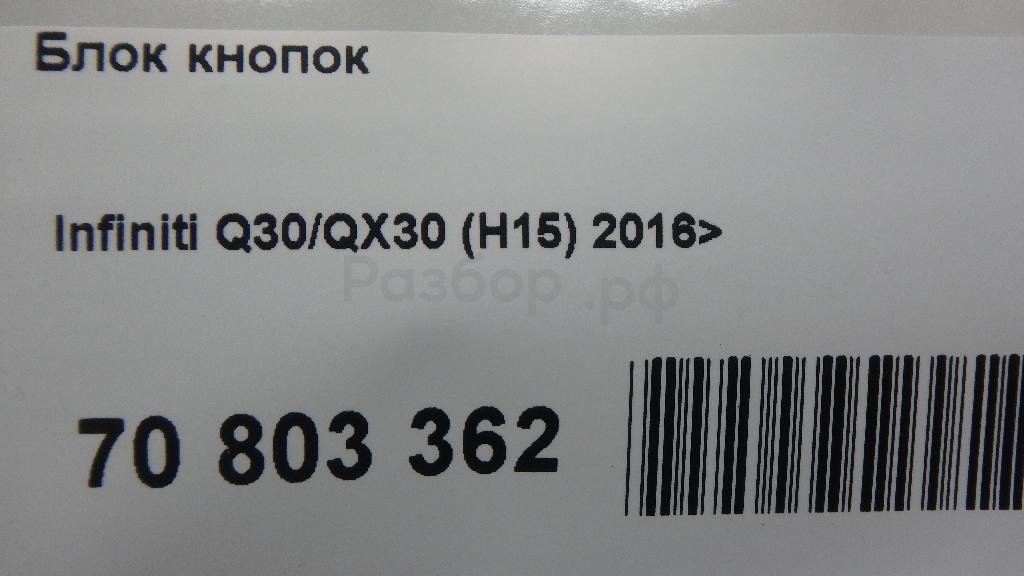 Блок кнопок
Infiniti Q30/QX30 (H15) 2016>
Разбор.рф
70 803 362